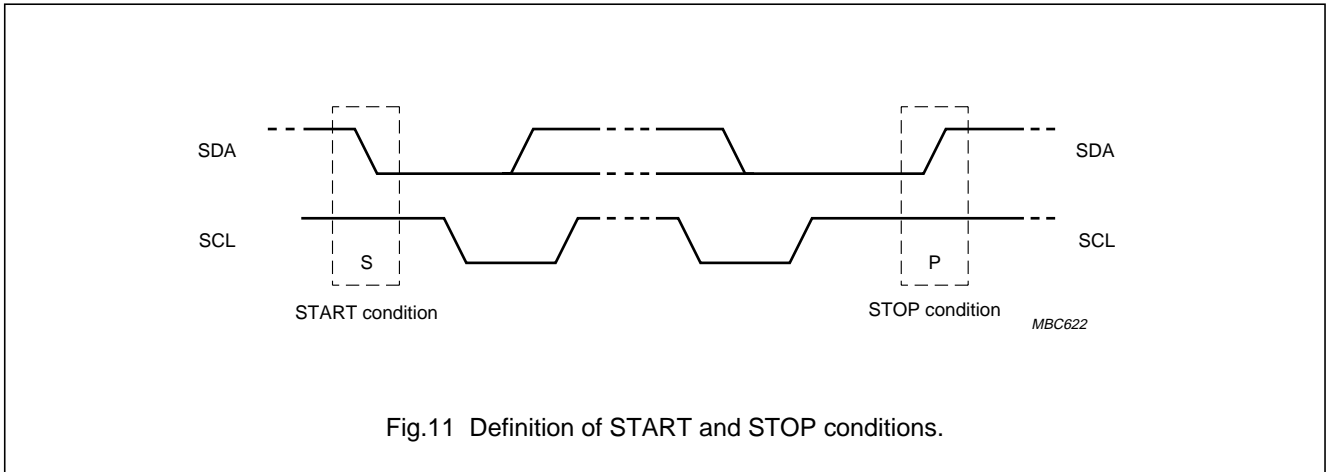 SDA
SDA
SCL
SCL
S
P
START condition
STOP condition
MBC622
Fig.11 Definition of START and STOP conditions.